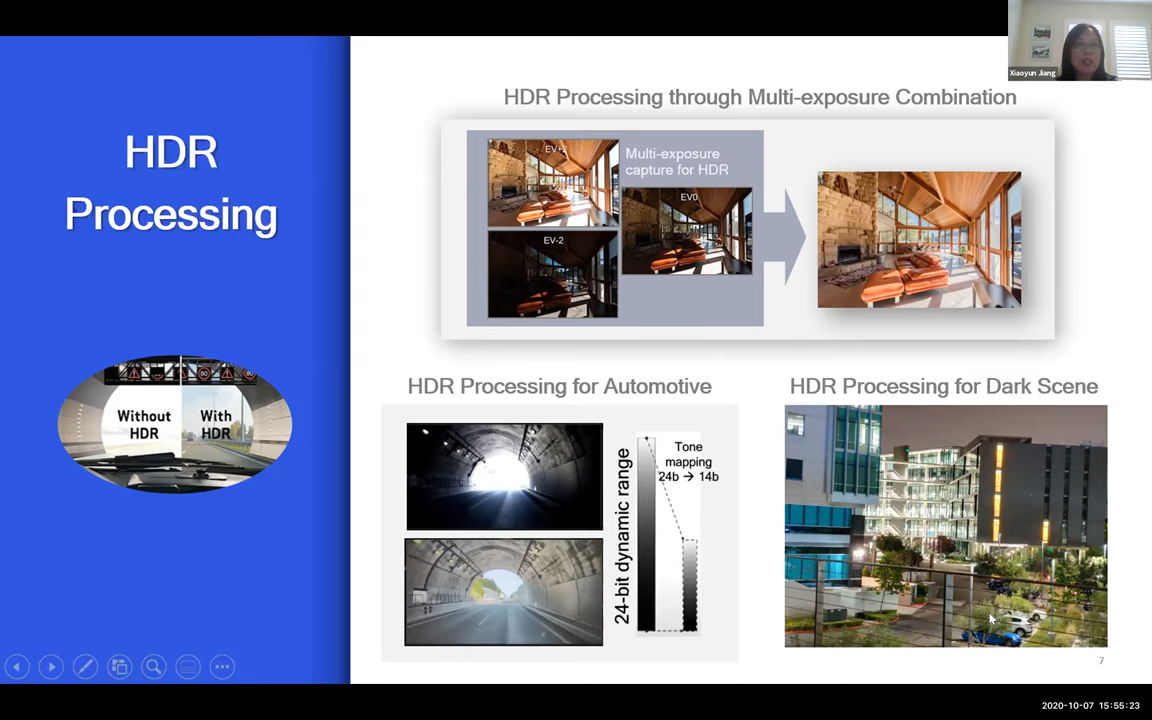 Xiaoyun Jiang
HDR
Processing
Without
HDR
With
HDR
HDR Processing through Multi-exposure Combination
EV+2
Multi-exposure
capture for HDR
EV0
EV-2
HDR Processing for Automotive
24-bit dynamic range
Tone
mapping
24b → 14b
HDR Processing for Dark Scene
7
2020-10-07 15:55:23